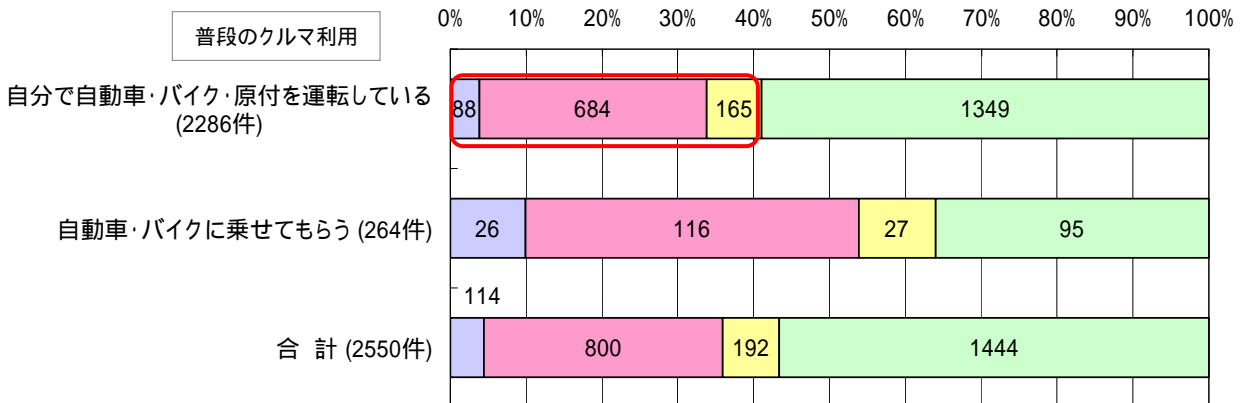 0% 10% 20% 30% 40% 50% 60% 70% 80% 90% 100%
普段のクルマ利用
自分で自動車・バイク・原付を運転している
(2286件)
88 684 165 1349
自動車・バイクに乗せてもらう (264件)
26 116 27 95
114
合 計 (2550件)
800 192 1444